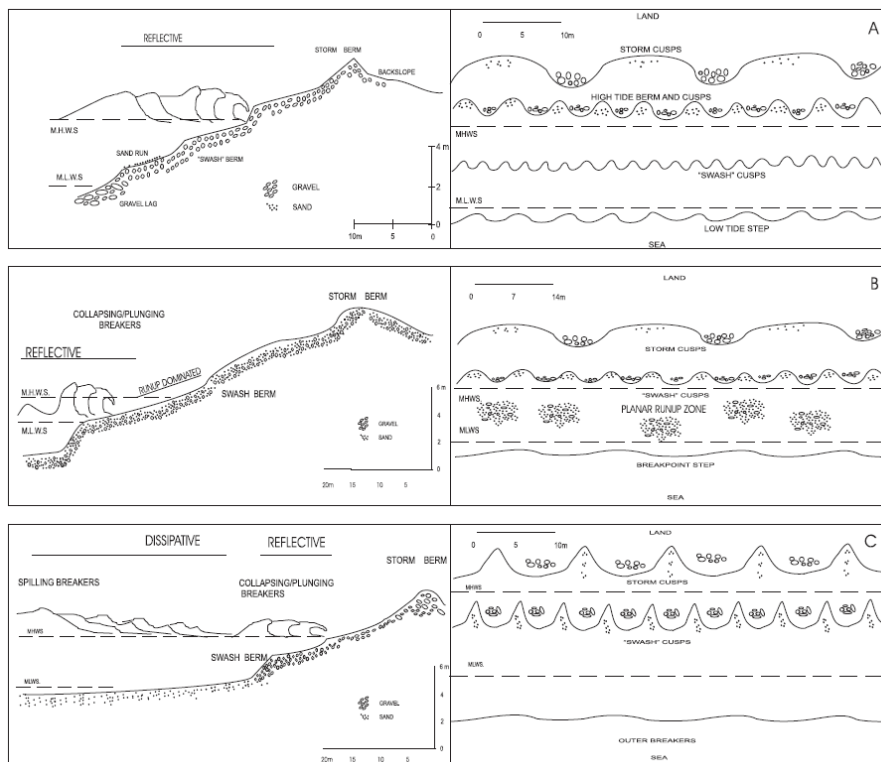 REFLECTIVE
STORM BERM
BACKSLOPE
M.H.W.S
SAND RUN
"SWASH" BERM
M.L.W.S
GRAVEL LAG
GRAVEL
SAND
4 m
2
0
10m 5 0
LAND
A
0 5 10m
STORM CUSPS
HIGH TIDE BERM AND CUSPS
MHWS
"SWASH" CUSPS
M.L.W.S
LOW TIDE STEP
SEA
STORM BERM
COLLAPSING/PLUNGING
BREAKERS
REFLECTIVE
RUNUP DOMINATED
M.H.W.S.
SWASH BERM
M.L.W.S
GRAVEL
SAND
6 m
4
2
0
20m 15 10 5
LAND
B
0 7 14m
STORM CUSPS
"SWASH" CUSPS
MHWS
PLANAR RUNUP ZONE
MLWS
BREAKPOINT STEP
SEA
DISSIPATIVE
REFLECTIVE
STORM BERM
SPILLING BREAKERS
COLLAPSING/PLUNGING
BREAKERS
MHWS
SWASH BERM
MLWS
GRAVEL
SAND
6 m
4
2
0
20m 15 10 5
LAND
C
0 5 10m
STORM CUSPS
MHWS
"SWASH" CUSPS
MLWS
OUTER BREAKERS
SEA